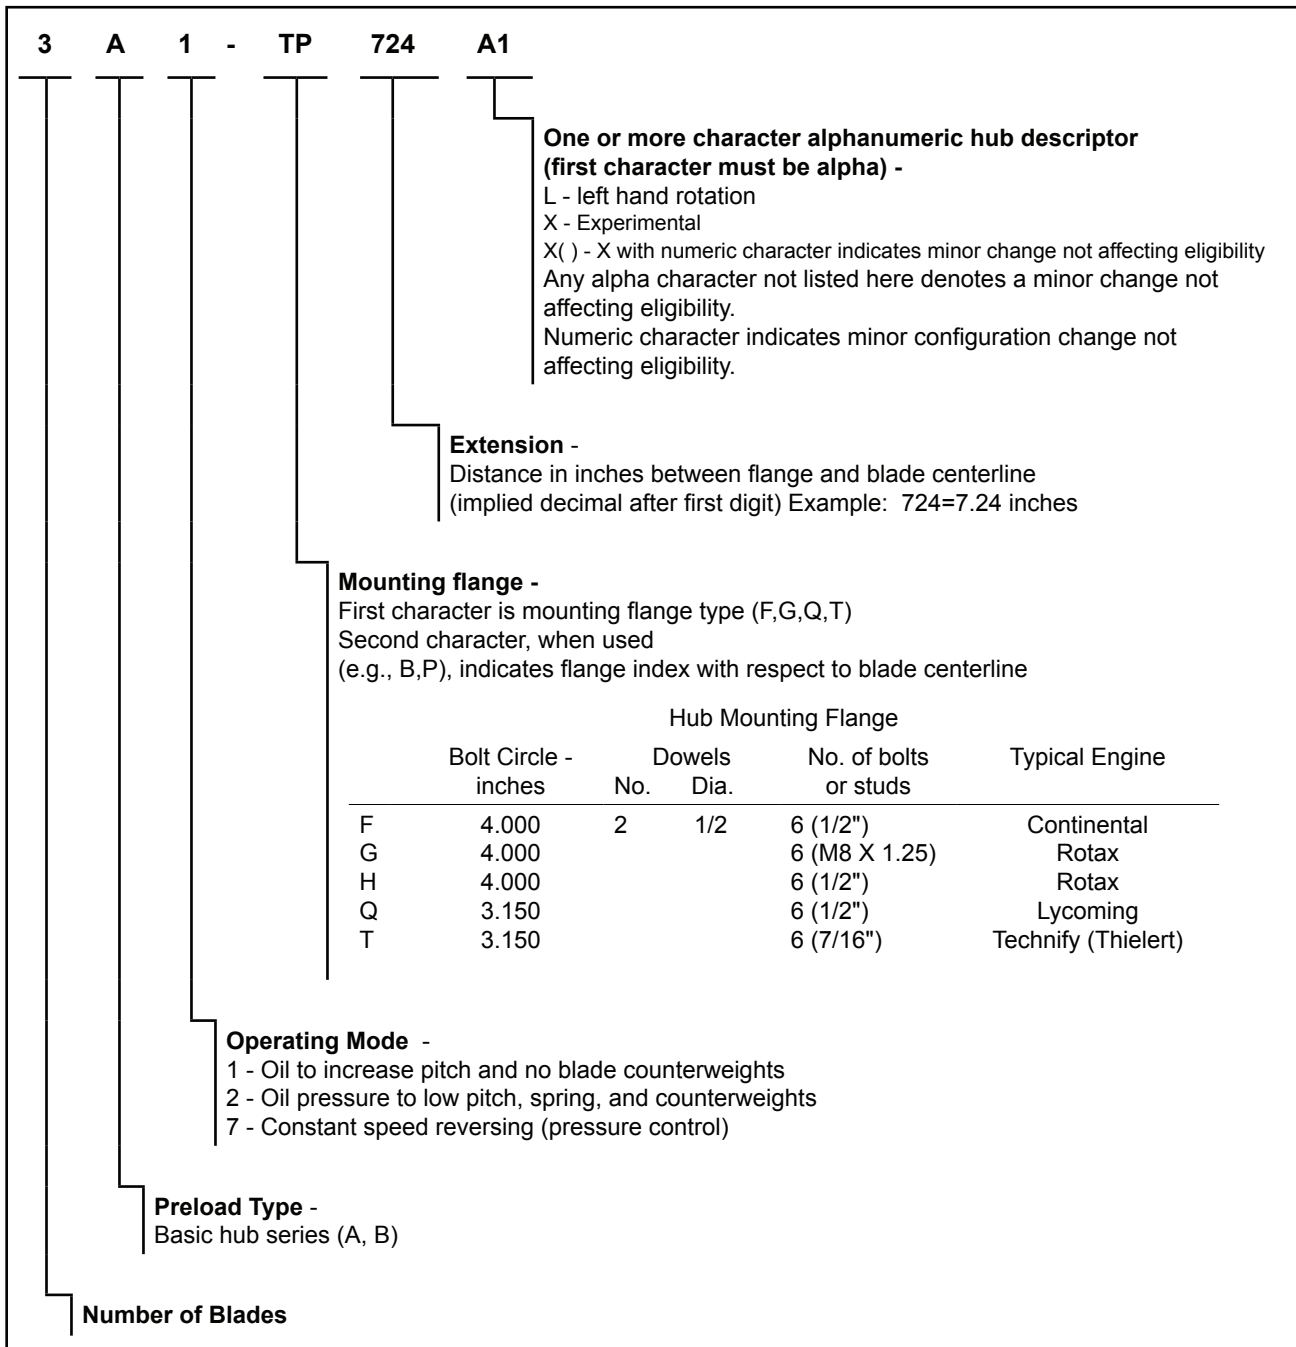 3 A 1 - TP 724 A1
One or more character alphanumeric hub descriptor
(first character must be alpha) -
L - left hand rotation
X - Experimental
X( ) - X with numeric character indicates minor change not affecting eligibility
Any alpha character not listed here denotes a minor change not
affecting eligibility.
Numeric character indicates minor configuration change not
affecting eligibility.
Extension -
Distance in inches between flange and blade centerline
(implied decimal after first digit) Example: 724=7.24 inches
Mounting flange -
First character is mounting flange type (F,G,Q,T)
Second character, when used
(e.g., B,P), indicates flange index with respect to blade centerline
Hub Mounting Flange
Bolt Circle - Dowels No. of bolts Typical Engine
inches No. Dia. or studs
F 4.000 2 1/2 6 (1/2") Continental
G 4.000 6 (M8 X 1.25) Rotax
H 4.000 6 (1/2") Rotax
Q 3.150 6 (1/2") Lycoming
T 3.150 6 (7/16") Technify (Thielert)
Operating Mode -
1 - Oil to increase pitch and no blade counterweights
2 - Oil pressure to low pitch, spring, and counterweights
7 - Constant speed reversing (pressure control)
Preload Type -
Basic hub series (A, B)
Number of Blades